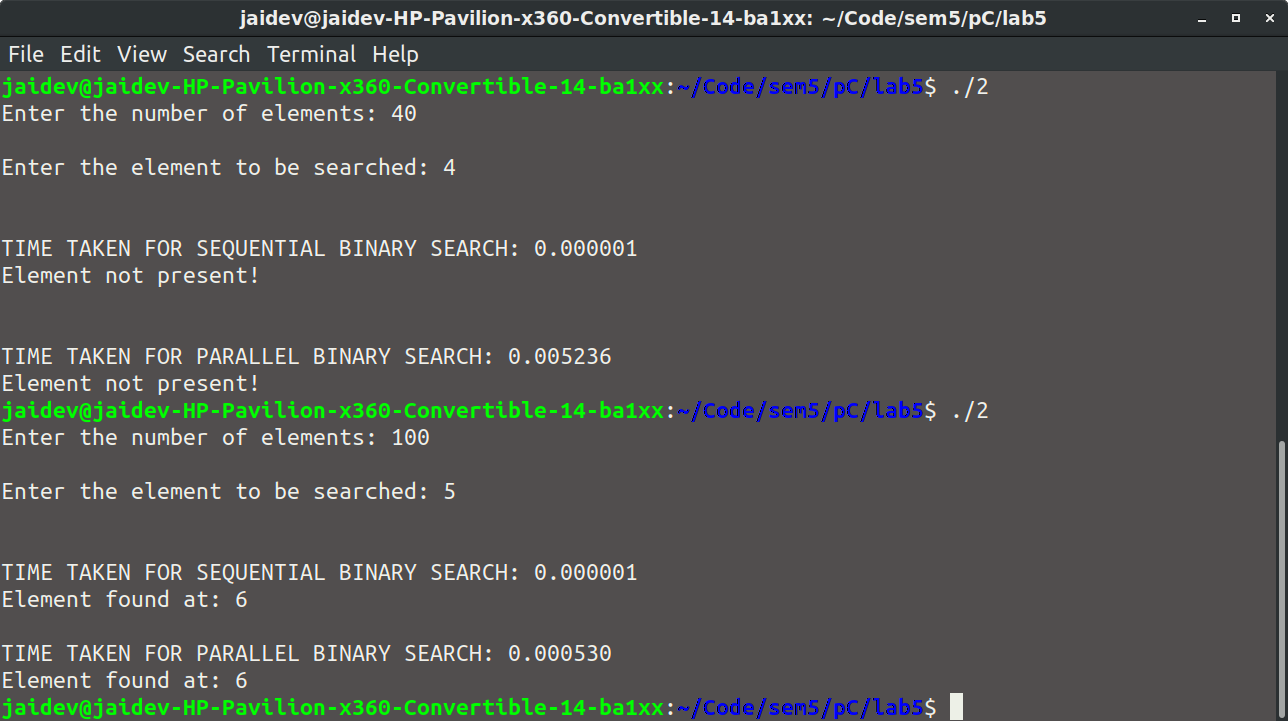 jaidev@jaidev-HP-Pavilion-x360-Convertible-14-ba1xx: ~/Code/sem5/pC/lab5
File Edit View Search Terminal Help
jaidev@jaidev-HP-Pavilion-x360-Convertible-14-ba1xx:~/Code/sem5/pC/lab5$ ./2
Enter the number of elements: 40
Enter the element to be searched: 4
TIME TAKEN FOR SEQUENTIAL BINARY SEARCH: 0.000001
Element not present!
TIME TAKEN FOR PARALLEL BINARY SEARCH: 0.005236
Element not present!
jaidev@jaidev-HP-Pavilion-x360-Convertible-14-ba1xx:~/Code/sem5/pC/lab5$ ./2
Enter the number of elements: 100
Enter the element to be searched: 5
TIME TAKEN FOR SEQUENTIAL BINARY SEARCH: 0.000001
Element found at: 6
TIME TAKEN FOR PARALLEL BINARY SEARCH: 0.000530
Element found at: 6
jaidev@jaidev-HP-Pavilion-x360-Convertible-14-ba1xx:~/Code/sem5/pC/lab5$